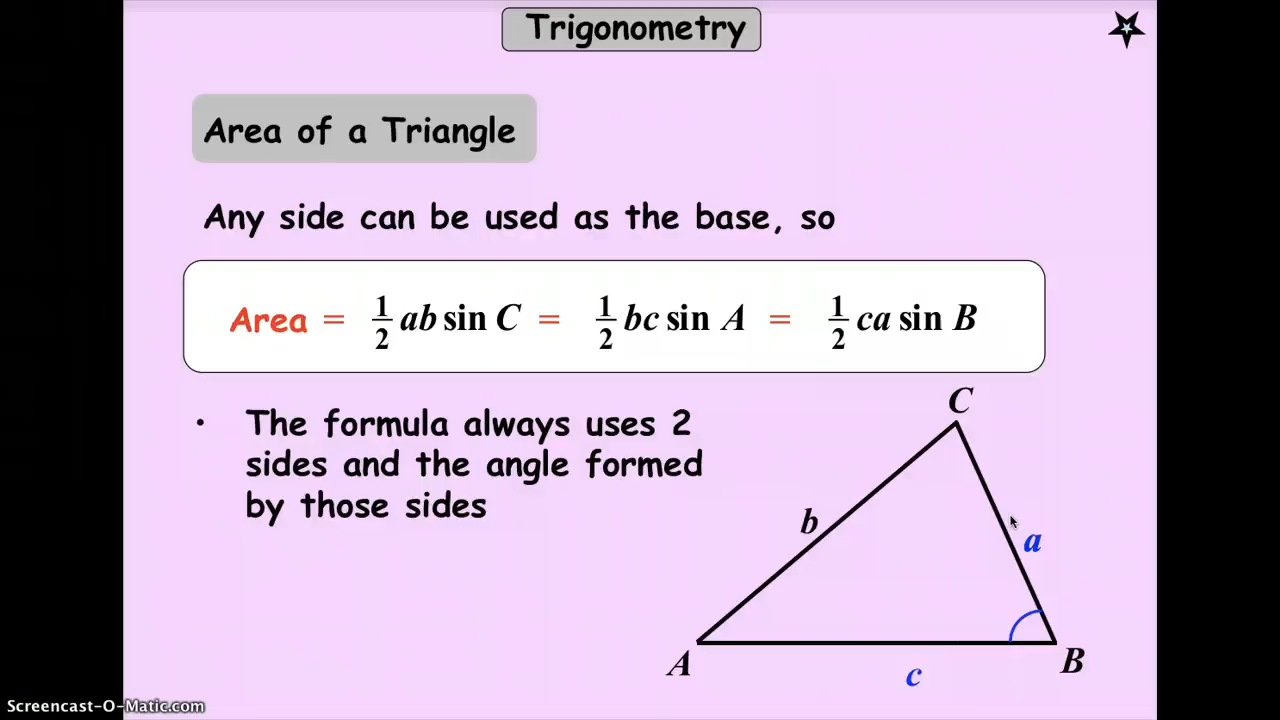 Trigonometry
Area of a Triangle
Any side can be used as the base, so
Area = 1/2 ab sin C = 1/2 bc sin A = 1/2 ca sin B
• The formula always uses 2
sides and the angle formed
by those sides
C
b
a
A
B
c
Screencast-O-Matic.com